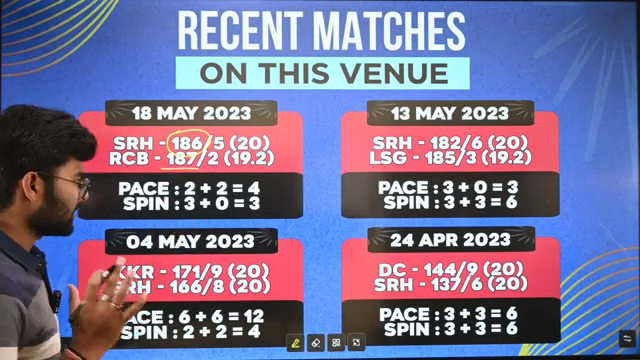 RECENT MATCHES
ON THIS VENUE
18 MAY 2023
SRH - 186/5 (20)
RCB - 187/2 (19.2)
PACE : 2 + 2 = 4
SPIN : 3 + 0 = 3
13 MAY 2023
SRH - 182/6 (20)
LSG - 185/3 (19.2)
PACE : 3 + 0 = 3
SPIN : 3 + 3 = 6
04 MAY 2023
KKR - 171/9 (20)
SRH - 166/8 (20)
PACE : 6 + 6 = 12
SPIN : 2 + 2 = 4
24 APR 2023
DC - 144/9 (20)
SRH - 137/6 (20)
PACE : 3 + 3 = 6
SPIN : 3 + 3 = 6